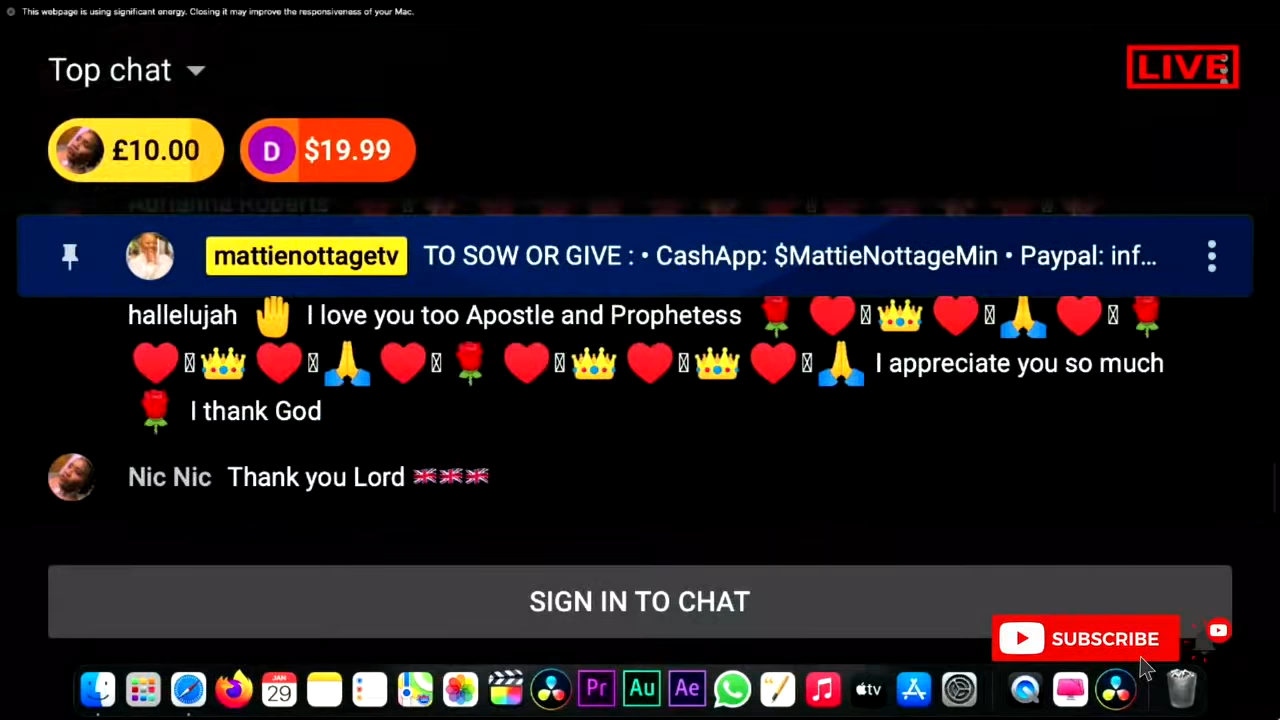 This webpage is using significant energy. Closing it may improve the responsiveness of your Mac.
Top chat
LIVE
£10.00
D $19.99
Adrianna Roberts
mattienottagetv TO SOW OR GIVE : • CashApp: $MattieNottageMin • Paypal: inf...
hallelujah 🤚 I love you too Apostle and Prophetess 🌹 ❤ 👑 ❤ 🙏 ❤ 🌹
❤ 👑 ❤ 🙏 ❤ 🌹 ❤ 👑 ❤ 👑 ❤ 🙏 I appreciate you so much
🌹 I thank God
Nic Nic Thank you Lord 🇬🇧🇬🇧🇬🇧
SIGN IN TO CHAT
SUBSCRIBE
JAN
29
Pr
Au
Ae
tv